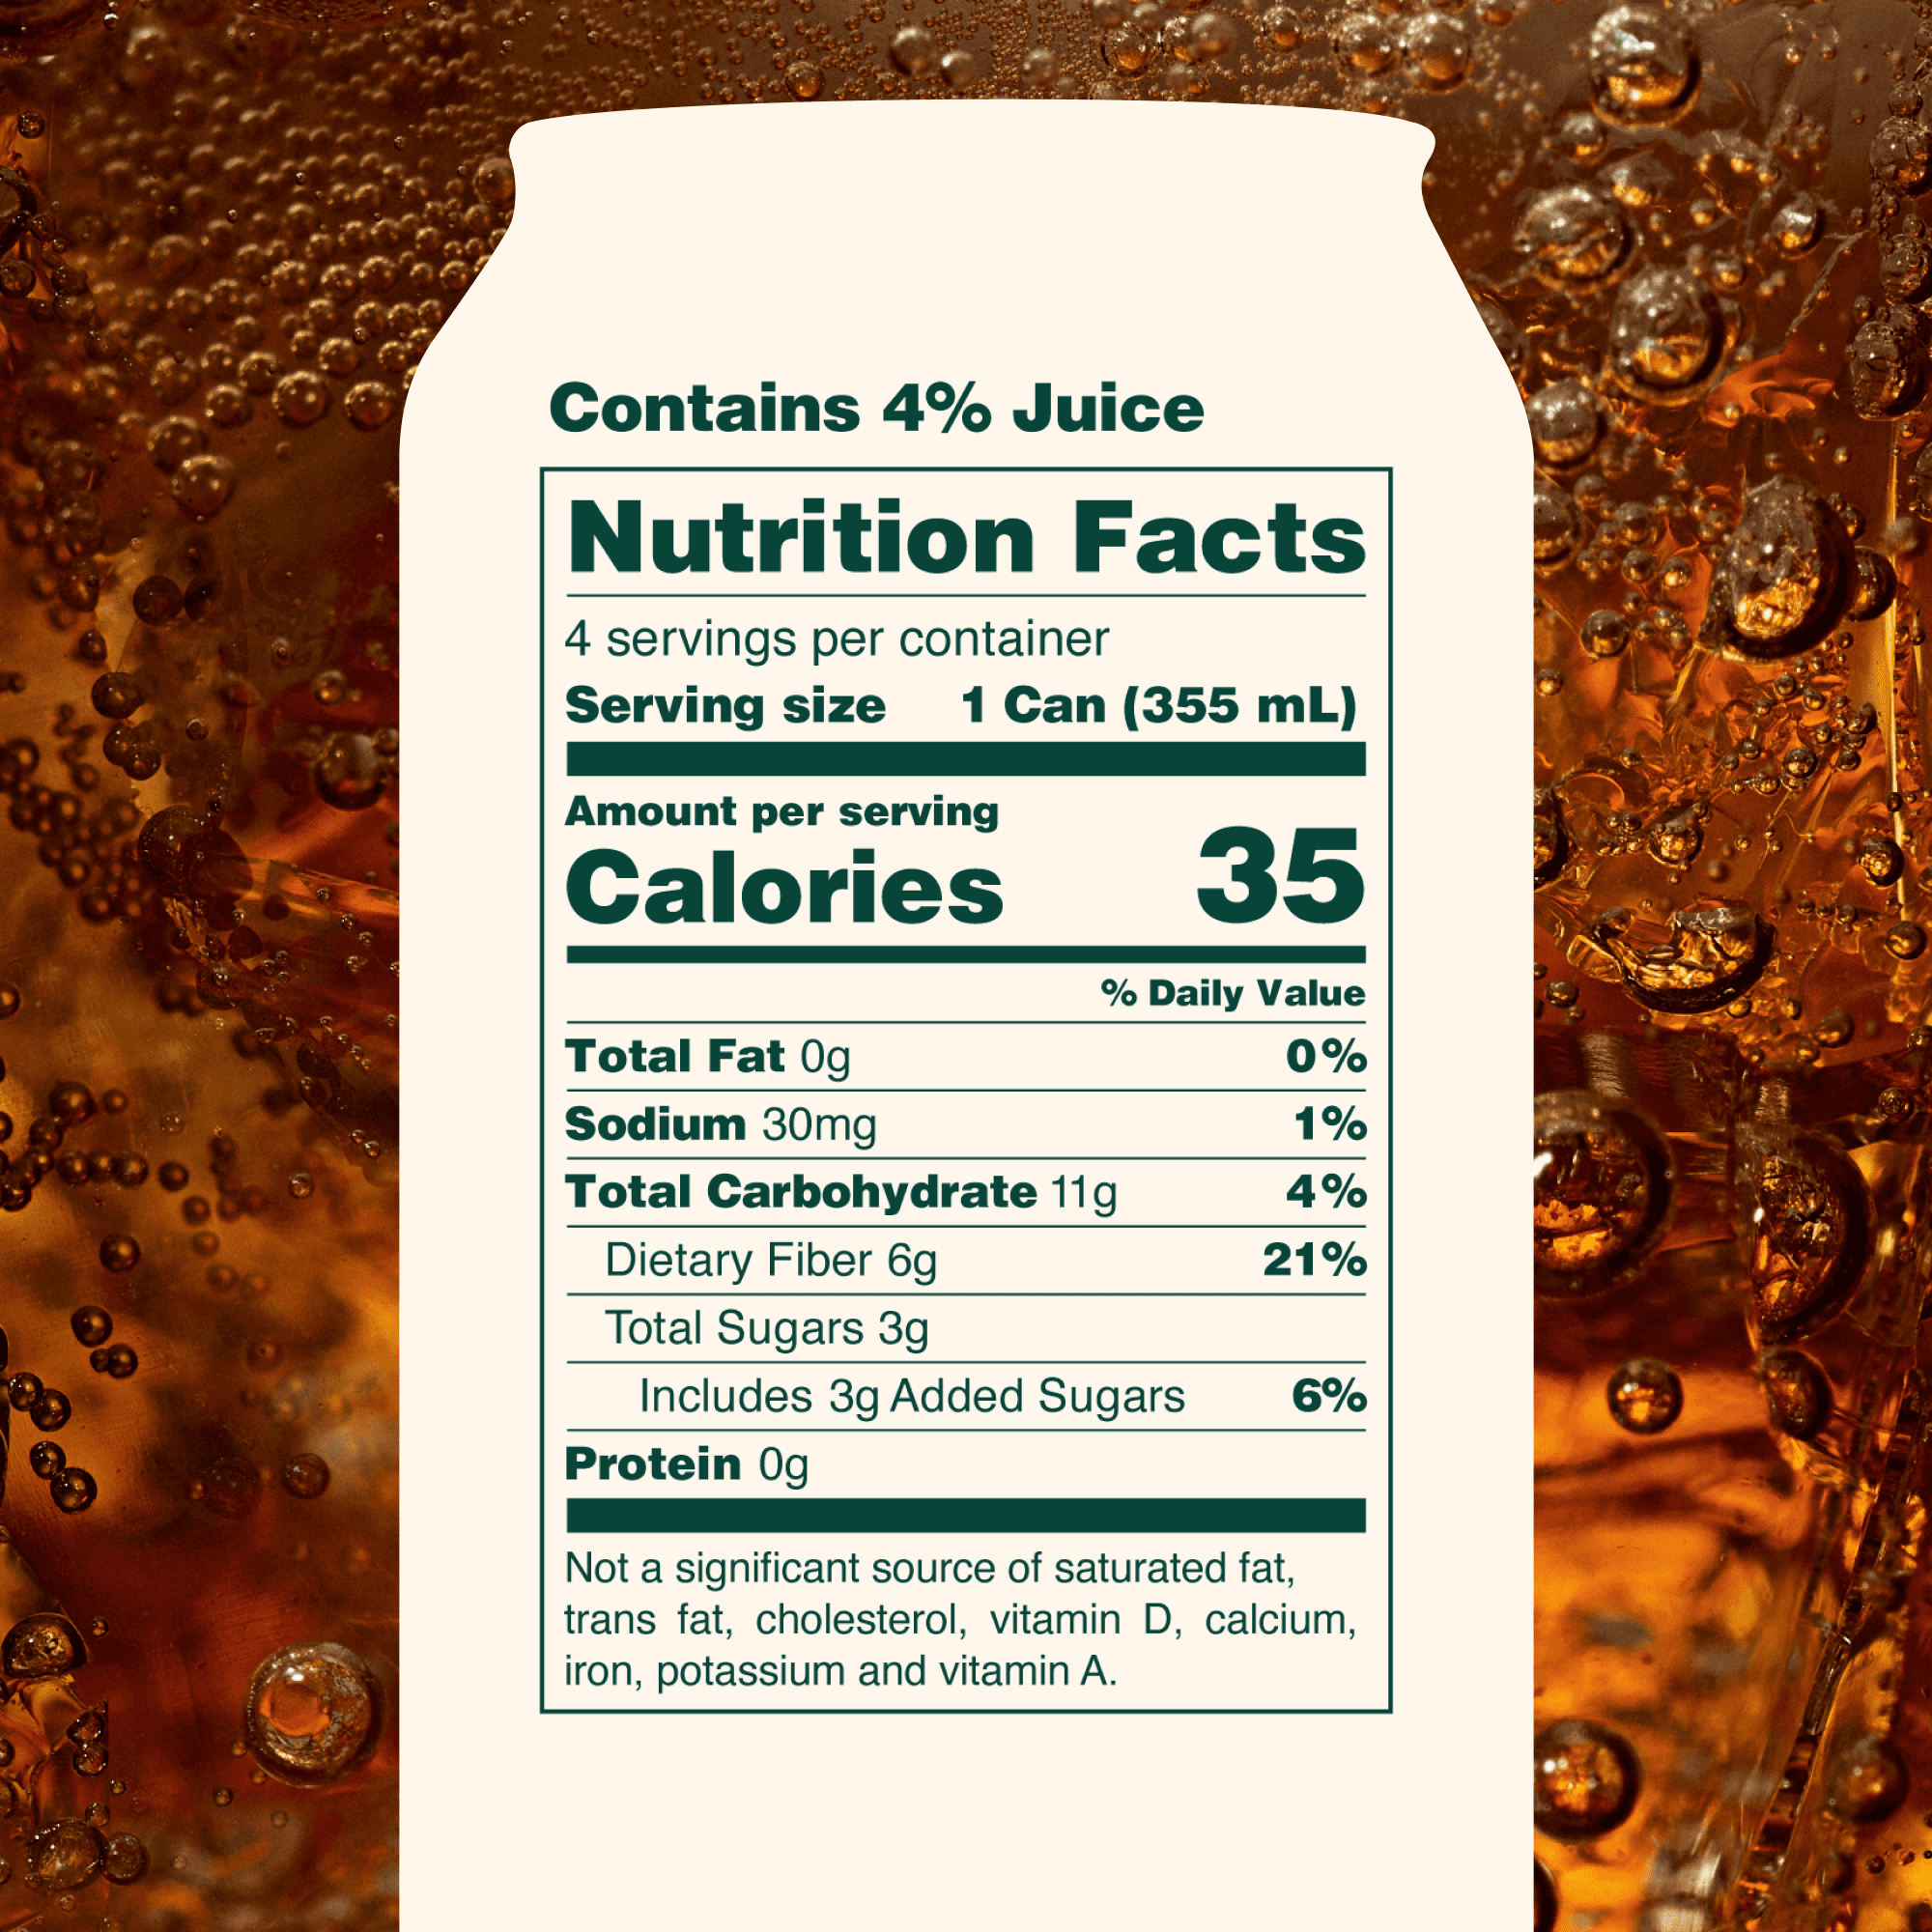 Contains 4% Juice
Nutrition Facts
4 servings per container
Serving size 1 Can (355 mL)
Amount per serving
Calories 35
% Daily Value
Total Fat 0g 0%
Sodium 30mg 1%
Total Carbohydrate 11g 4%
Dietary Fiber 6g 21%
Total Sugars 3g
Includes 3g Added Sugars 6%
Protein 0g
Not a significant source of saturated fat,
trans fat, cholesterol, vitamin D, calcium,
iron, potassium and vitamin A.